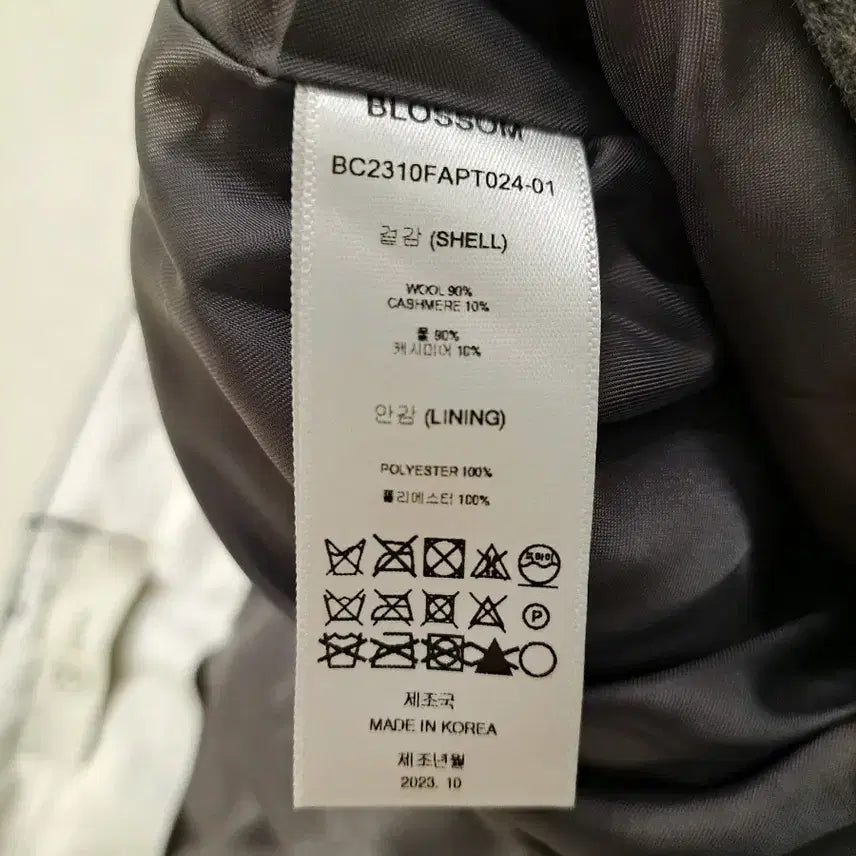 BLOSSOM
BC2310FAPT024-01
겉감 (SHELL)
WOOL 90%
CASHMERE 10%
울 90%
캐시미어 10%
안감 (LINING)
POLYESTER 100%
폴리에스터 100%
드라이
P
제조국
MADE IN KOREA
제조년월
2023. 10